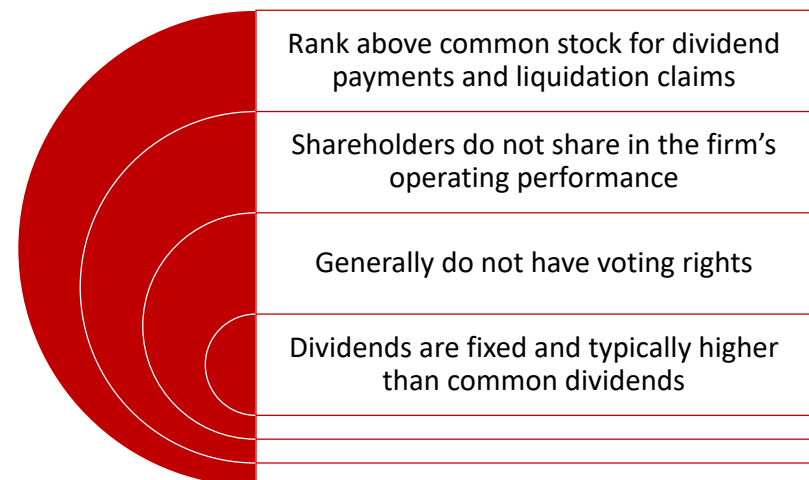 Rank above common stock for dividend
payments and liquidation claims
Shareholders do not share in the firm’s
operating performance
Generally do not have voting rights
Dividends are fixed and typically higher
than common dividends